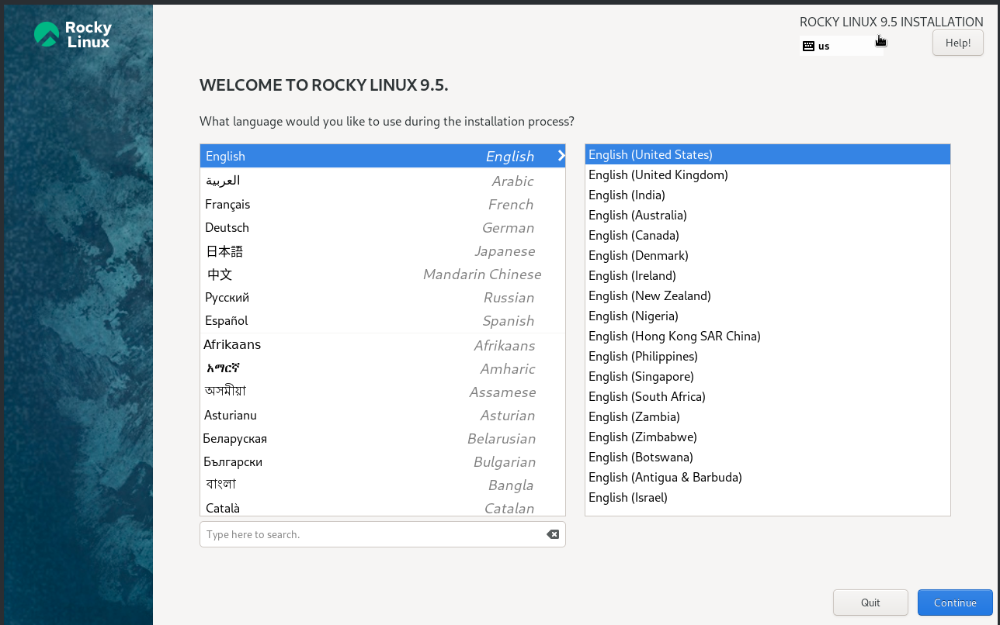 Rocky
Linux
ROCKY LINUX 9.5 INSTALLATION
us
Help!
WELCOME TO ROCKY LINUX 9.5.
What language would you like to use during the installation process?
English English
العربية Arabic
Français French
Deutsch German
日本語 Japanese
中文 Mandarin Chinese
Русский Russian
Español Spanish
Afrikaans Afrikaans
አማርኛ Amharic
অসমীয়া Assamese
Asturianu Asturian
Беларуская Belarusian
Български Bulgarian
বাংলা Bangla
Català Catalan
Type here to search.
English (United States)
English (United Kingdom)
English (India)
English (Australia)
English (Canada)
English (Denmark)
English (Ireland)
English (New Zealand)
English (Nigeria)
English (Hong Kong SAR China)
English (Philippines)
English (Singapore)
English (South Africa)
English (Zambia)
English (Zimbabwe)
English (Botswana)
English (Antigua & Barbuda)
English (Israel)
Quit
Continue